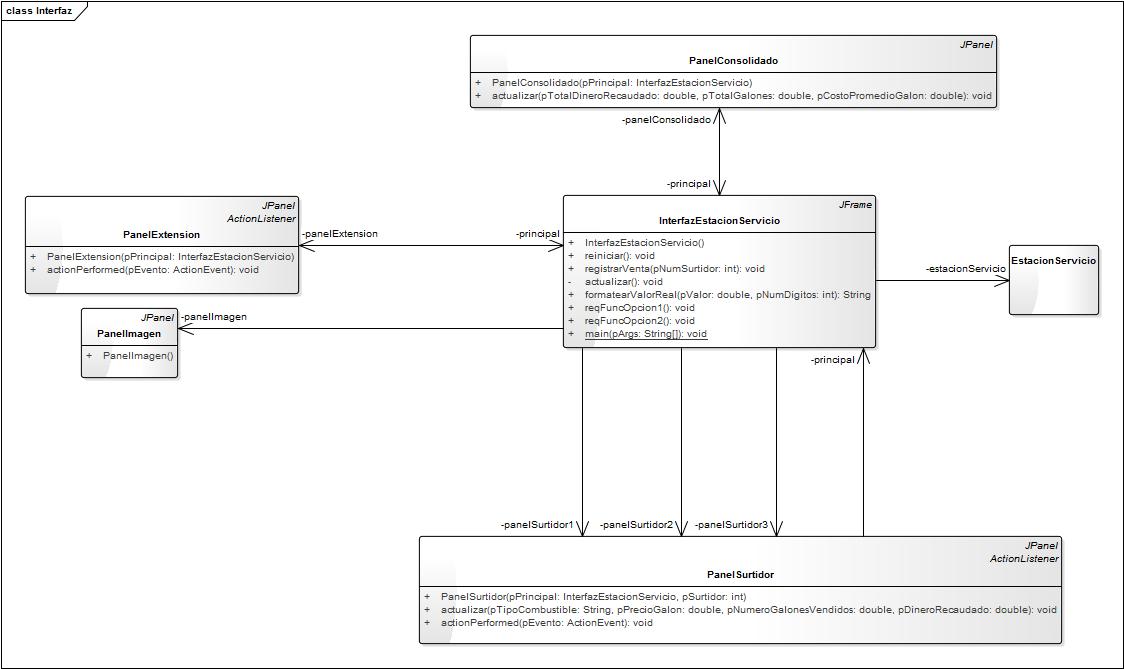 class Interfaz
JPanel
PanelConsolidado
+ PanelConsolidado(pPrincipal: InterfazEstacionServicio)
+ actualizar(pTotalDineroRecaudado: double, pTotalGalones: double, pCostoPromedioGalon: double): void
-panelConsolidado
-principal
JPanel
ActionListener
PanelExtension
+ PanelExtension(pPrincipal: InterfazEstacionServicio)
+ actionPerformed(pEvento: ActionEvent): void
-panelExtension
-principal
JFrame
InterfazEstacionServicio
+ InterfazEstacionServicio()
+ reiniciar(): void
+ registrarVenta(pNumSurtidor: int): void
- actualizar(): void
+ formatearValorReal(pValor: double, pNumDigitos: int): String
+ reqFuncOpcion1(): void
+ reqFuncOpcion2(): void
+ main(pArgs: String[]): void
-estacionServicio
EstacionServicio
JPanel
PanelImagen
+ PanelImagen()
-panelImagen
-principal
-panelSurtidor1
-panelSurtidor2
-panelSurtidor3
JPanel
ActionListener
PanelSurtidor
+ PanelSurtidor(pPrincipal: InterfazEstacionServicio, pSurtidor: int)
+ actualizar(pTipoCombustible: String, pPrecioGalon: double, pNumeroGalonesVendidos: double, pDineroRecaudado: double): void
+ actionPerformed(pEvento: ActionEvent): void